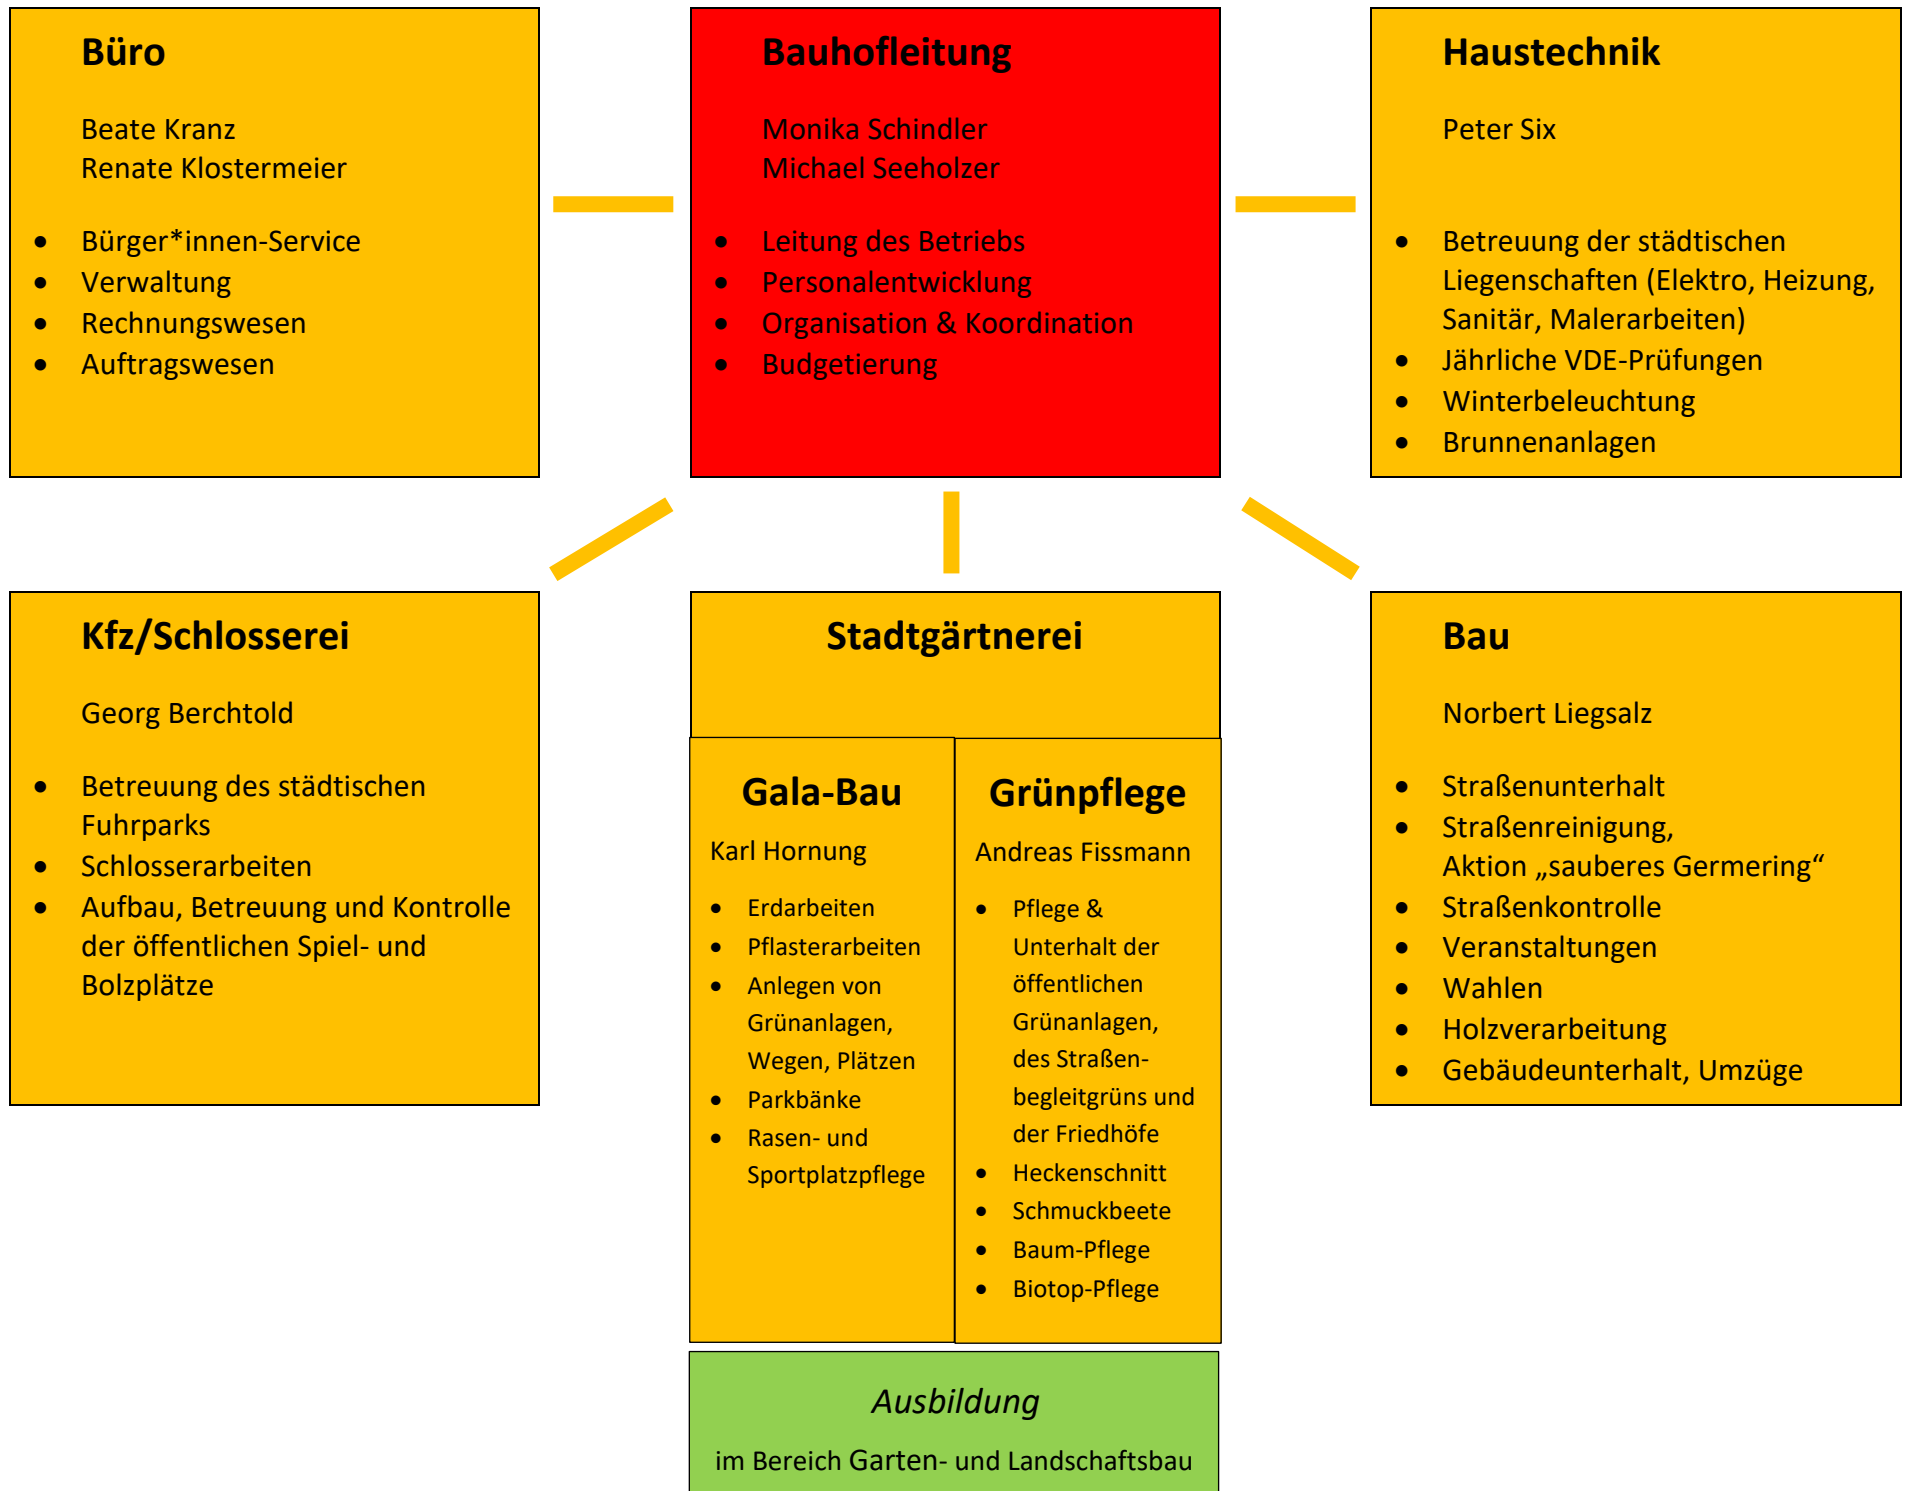 Büro
Beate Kranz
Renate Klostermeier
• Bürger*innen-Service
• Verwaltung
• Rechnungswesen
• Auftragswesen
Bauhofleitung
Monika Schindler
Michael Seeholzer
• Leitung des Betriebs
• Personalentwicklung
• Organisation & Koordination
• Budgetierung
Haustechnik
Peter Six
• Betreuung der städtischen
Liegenschaften (Elektro, Heizung,
Sanitär, Malerarbeiten)
• Jährliche VDE-Prüfungen
• Winterbeleuchtung
• Brunnenanlagen
Kfz/Schlosserei
Georg Berchtold
• Betreuung des städtischen
Fuhrparks
• Schlosserarbeiten
• Aufbau, Betreuung und Kontrolle
der öffentlichen Spiel- und
Bolzplätze
Stadtgärtnerei
Gala-Bau
Karl Hornung
• Erdarbeiten
• Pflasterarbeiten
• Anlegen von
Grünanlagen,
Wegen, Plätzen
• Parkbänke
• Rasen- und
Sportplatzpflege
Grünpflege
Andreas Fissmann
• Pflege &
Unterhalt der
öffentlichen
Grünanlagen,
des Straßen-
begleitgrüns und
der Friedhöfe
• Heckenschnitt
• Schmuckbeete
• Baum-Pflege
• Biotop-Pflege
Bau
Norbert Liegsalz
• Straßenunterhalt
• Straßenreinigung,
Aktion „sauberes Germering“
• Straßenkontrolle
• Veranstaltungen
• Wahlen
• Holzverarbeitung
• Gebäudeunterhalt, Umzüge
Ausbildung
im Bereich Garten- und Landschaftsbau